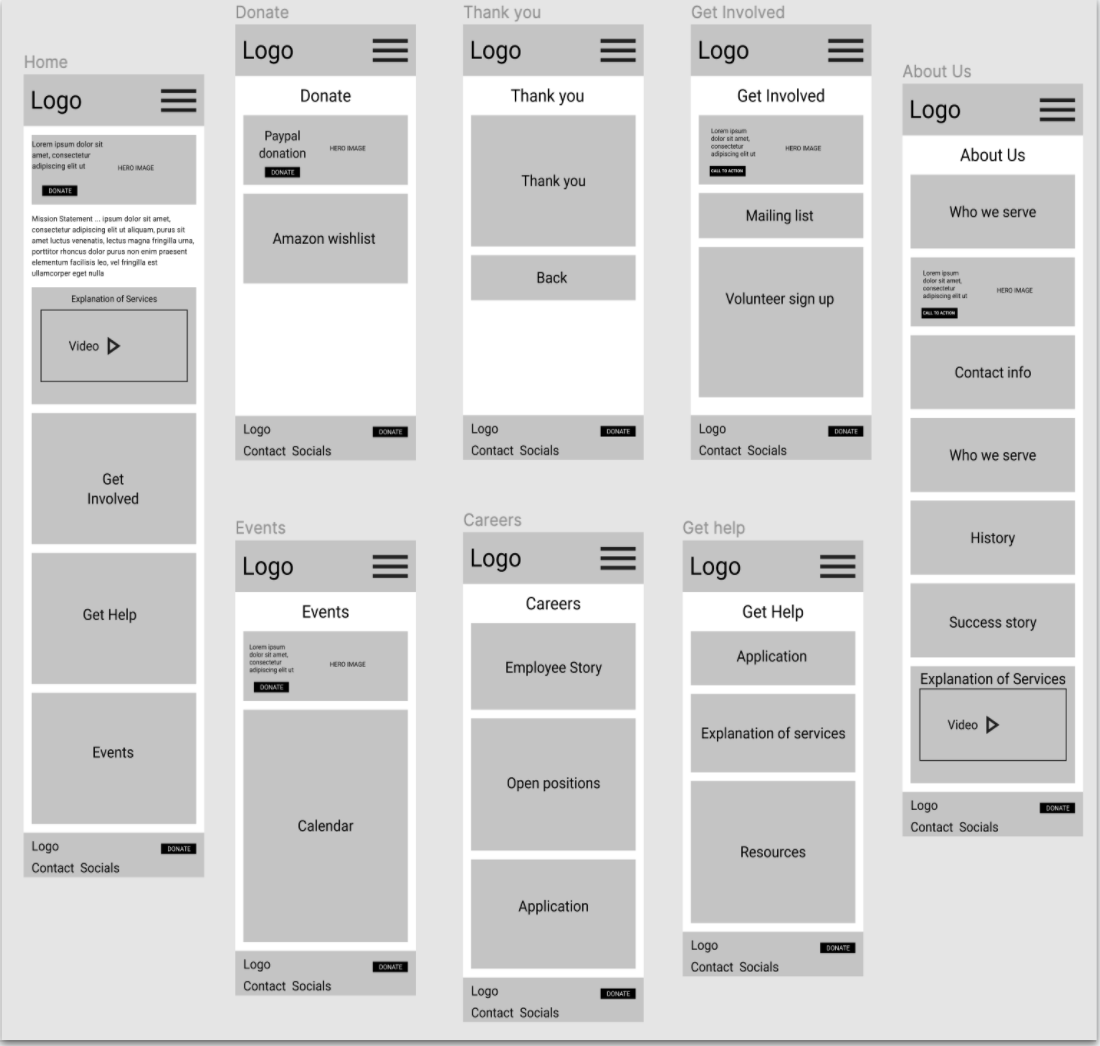 Home
Logo
Lorem ipsum dolor sit
amet, consectetur
adipiscing elit ut
HERO IMAGE
DONATE
Mission Statement ... ipsum dolor sit amet,
consectetur adipiscing elit ut aliquam, purus sit
amet luctus venenatis, lectus magna fringilla urna,
porttitor rhoncus dolor purus non enim praesent
elementum facilisis leo, vel fringilla est
ullamcorper eget nulla
Explanation of Services
Video
Get
Involved
Get Help
Events
Logo
DONATE
Contact Socials
Donate
Logo
Donate
Paypal
donation
HERO IMAGE
DONATE
Amazon wishlist
Logo
DONATE
Contact Socials
Thank you
Logo
Thank you
Thank you
Back
Logo
DONATE
Contact Socials
Get Involved
Logo
Get Involved
Lorem ipsum
dolor sit amet,
consectetur
adipiscing elit ut
HERO IMAGE
CALL TO ACTION
Mailing list
Volunteer sign up
Logo
DONATE
Contact Socials
About Us
Logo
About Us
Who we serve
Lorem ipsum
dolor sit amet,
consectetur
adipiscing elit ut
HERO IMAGE
CALL TO ACTION
Contact info
Who we serve
History
Success story
Explanation of Services
Video
Logo
DONATE
Contact Socials
Events
Logo
Events
Lorem ipsum
dolor sit amet,
consectetur
adipiscing elit ut
HERO IMAGE
DONATE
Calendar
Logo
DONATE
Contact Socials
Careers
Logo
Careers
Employee Story
Open positions
Application
Logo
DONATE
Contact Socials
Get help
Logo
Get Help
Application
Explanation of services
Resources
Logo
DONATE
Contact Socials